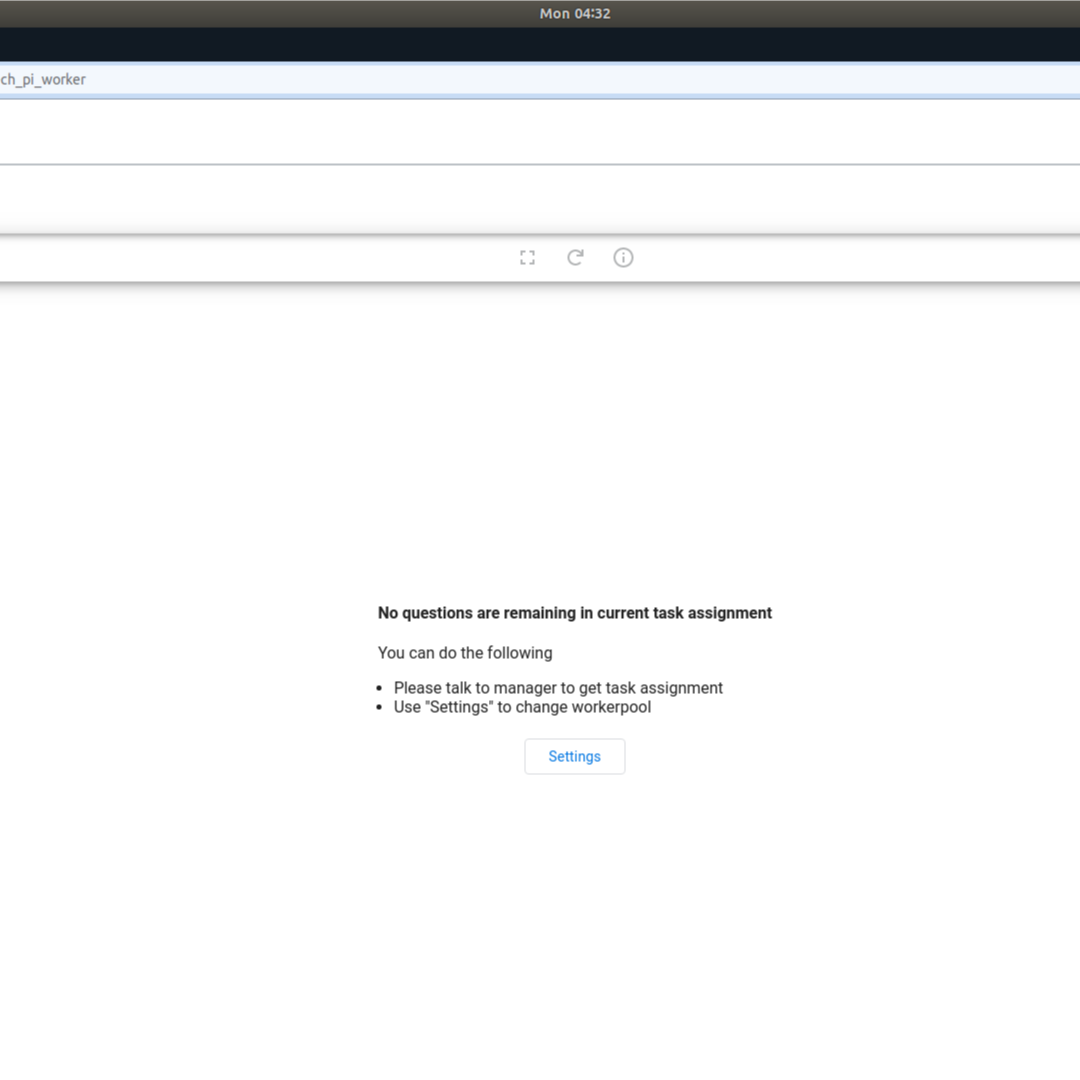 Mon 04:32
ch_pi_worker
No questions are remaining in current task assignment
You can do the following
Please talk to manager to get task assignment
Use "Settings" to change workerpool
Settings